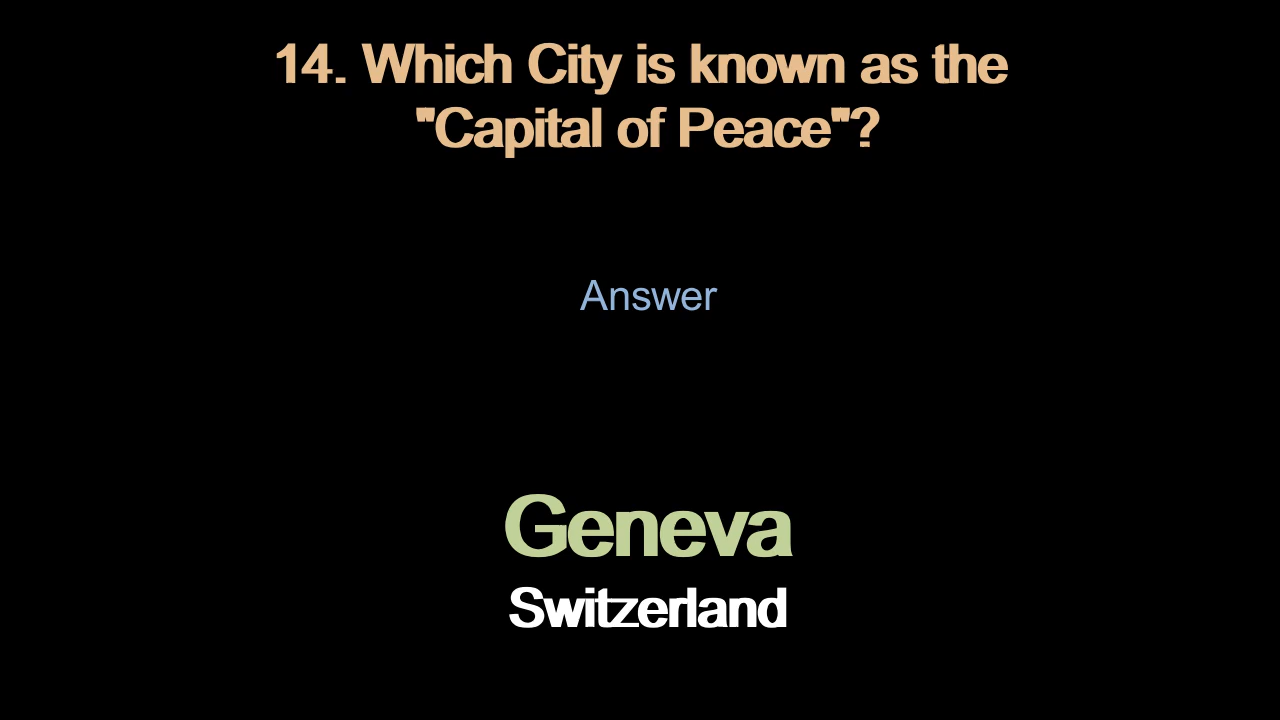 14. Which City is known as the
"Capital of Peace"?
Answer
Geneva
Switzerland